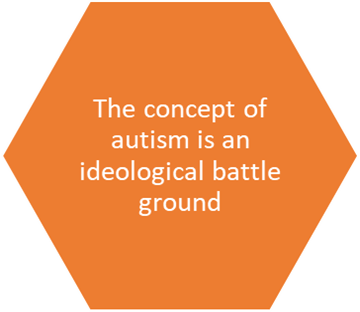 The concept of
autism is an
ideological battle
ground